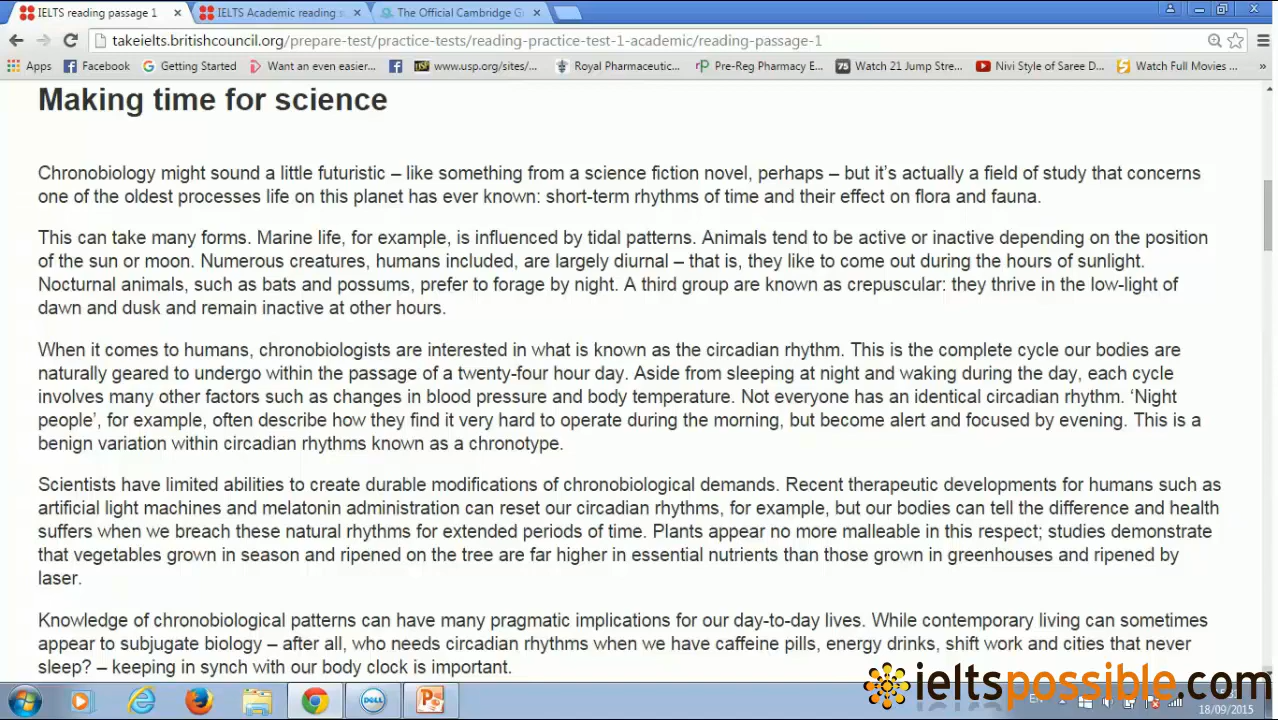 IELTS reading passage 1
IELTS Academic reading s
The Official Cambridge G
takeielts.britishcouncil.org/prepare-test/practice-tests/reading-practice-test-1-academic/reading-passage-1
Apps Facebook Getting Started Want an even easier... www.usp.org/sites/... Royal Pharmaceutic... Pre-Reg Pharmacy E... Watch 21 Jump Stre... Nivi Style of Saree D... Watch Full Movies ... »
Making time for science
Chronobiology might sound a little futuristic – like something from a science fiction novel, perhaps – but it's actually a field of study that concerns
one of the oldest processes life on this planet has ever known: short-term rhythms of time and their effect on flora and fauna.
This can take many forms. Marine life, for example, is influenced by tidal patterns. Animals tend to be active or inactive depending on the position
of the sun or moon. Numerous creatures, humans included, are largely diurnal – that is, they like to come out during the hours of sunlight.
Nocturnal animals, such as bats and possums, prefer to forage by night. A third group are known as crepuscular: they thrive in the low-light of
dawn and dusk and remain inactive at other hours.
When it comes to humans, chronobiologists are interested in what is known as the circadian rhythm. This is the complete cycle our bodies are
naturally geared to undergo within the passage of a twenty-four hour day. Aside from sleeping at night and waking during the day, each cycle
involves many other factors such as changes in blood pressure and body temperature. Not everyone has an identical circadian rhythm. 'Night
people', for example, often describe how they find it very hard to operate during the morning, but become alert and focused by evening. This is a
benign variation within circadian rhythms known as a chronotype.
Scientists have limited abilities to create durable modifications of chronobiological demands. Recent therapeutic developments for humans such as
artificial light machines and melatonin administration can reset our circadian rhythms, for example, but our bodies can tell the difference and health
suffers when we breach these natural rhythms for extended periods of time. Plants appear no more malleable in this respect; studies demonstrate
that vegetables grown in season and ripened on the tree are far higher in essential nutrients than those grown in greenhouses and ripened by
laser.
Knowledge of chronobiological patterns can have many pragmatic implications for our day-to-day lives. While contemporary living can sometimes
appear to subjugate biology – after all, who needs circadian rhythms when we have caffeine pills, energy drinks, shift work and cities that never
sleep? – keeping in synch with our body clock is important.
ieltspossible.com
DELL
18/09/2015